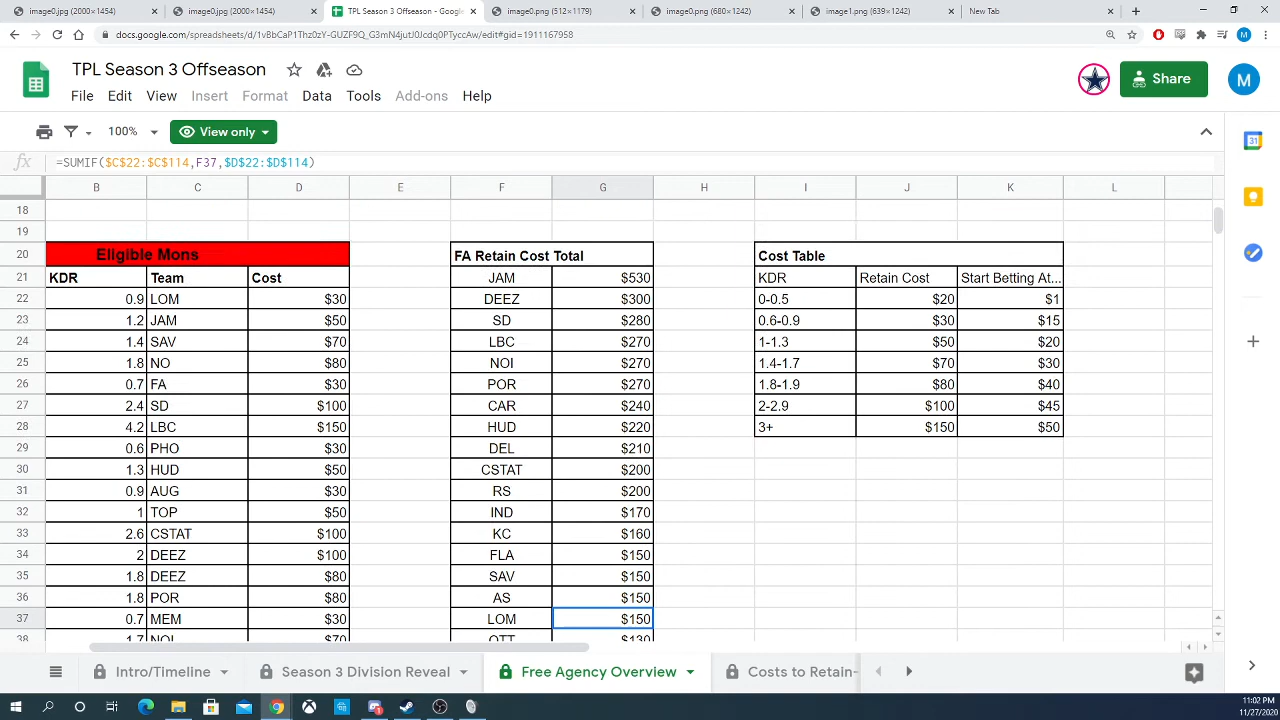 image0.jpg (2000×1454)
image0.jpg (2000×1454)
TPL Season 3 Offseason - Google
image0.png (512×1179)
image0.png (680×1242)
image1.png (639×1242)
New Tab
TPL Season 3 Offseason
File Edit View Insert Format Data Tools Add-ons Help
Share
M
100% View only
fx =SUMIF($C$22:$C$114,F37,$D$22:$D$114)
B C D E F G H I J K L
18
19
20 Eligible Mons FA Retain Cost Total Cost Table
21 KDR Team Cost JAM $530 KDR Retain Cost Start Betting At...
22 0.9 LOM $30 DEEZ $300 0-0.5 $20 $1
23 1.2 JAM $50 SD $280 0.6-0.9 $30 $15
24 1.4 SAV $70 LBC $270 1-1.3 $50 $20
25 1.8 NO $80 NOI $270 1.4-1.7 $70 $30
26 0.7 FA $30 POR $270 1.8-1.9 $80 $40
27 2.4 SD $100 CAR $240 2-2.9 $100 $45
28 4.2 LBC $150 HUD $220 3+ $150 $50
29 0.6 PHO $30 DEL $210
30 1.3 HUD $50 CSTAT $200
31 0.9 AUG $30 RS $200
32 1 TOP $50 IND $170
33 2.6 CSTAT $100 KC $160
34 2 DEEZ $100 FLA $150
35 1.8 DEEZ $80 SAV $150
36 1.8 POR $80 AS $150
37 0.7 MEM $30 LOM $150
38 1.7 NOI $70 OTT $130
Intro/Timeline Season 3 Division Reveal Free Agency Overview Costs to Retain-
11:02 PM
11/27/2020